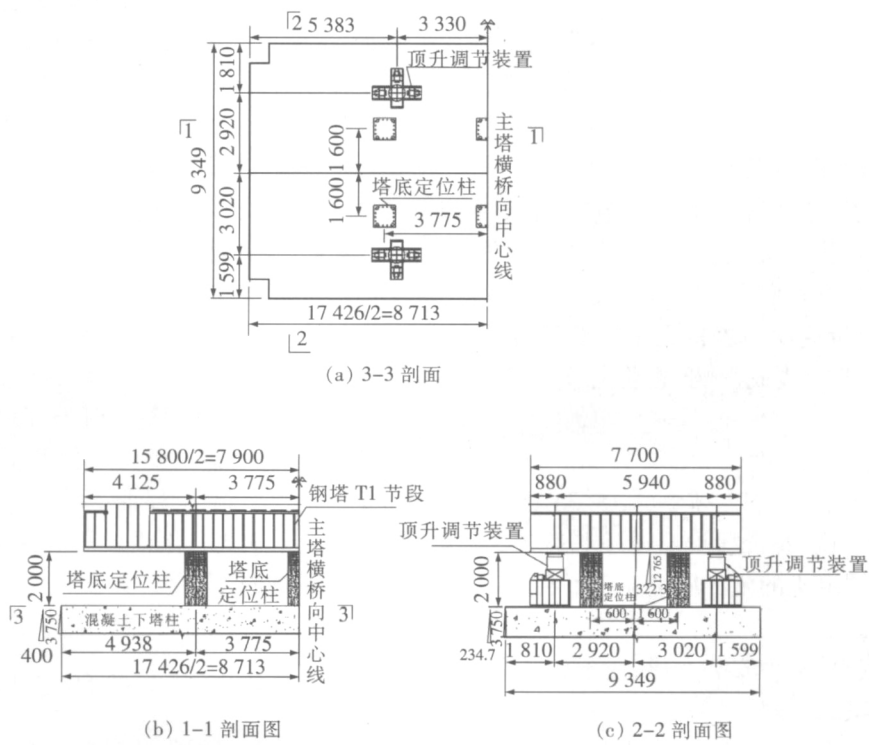 2
5 383
3 330
顶升调节装置
1 810
2 920
9 349
3 020
1 599
1
1
1 600
1 600
塔底定位柱
3 775
主塔横桥向中心线
17 426/2=8 713
2
(a) 3-3 剖面
15 800/2=7 900
4 125
3 775
钢塔 T1 节段
主塔横桥向中心线
2 000
塔底定位柱
塔底
定位柱
3
3
混凝土下塔柱
3 750
400
4 938
3 775
17 426/2=8 713
(b) 1-1 剖面图
7 700
880
5 940
880
顶升调节装置
顶升调节装置
2 000
塔底
定位柱
12 765
322.3
600
1 600
3 750
234.7
1 810
2 920
3 020
1 599
9 349
(c) 2-2 剖面图